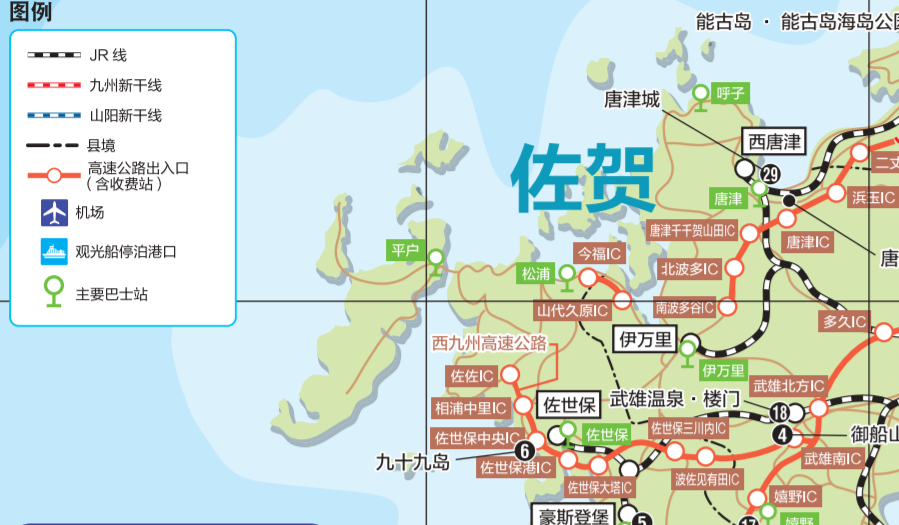 图例
JR 线
九州新干线
山阳新干线
县境
高速公路出入口
（含收费站）
机场
观光船停泊港口
主要巴士站
能古岛 · 能古岛海岛公
呼子
唐津城
西唐津
29
佐贺
唐津
二丈
浜玉IC
唐津千千贺山田IC
唐津IC
平户
今福IC
松浦
北波多IC
唐
山代久原IC
南波多谷IC
多久IC
西九州高速公路
伊万里
伊万里
佐佐IC
武雄北方IC
相浦中里IC
佐世保
武雄温泉 · 楼门
18
佐世保中央IC
佐世保
佐世保三川内IC
4
御船山
九十九岛
6
佐世保港IC
武雄南IC
佐世保大塔IC
波佐见有田IC
嬉野IC
豪斯登堡
5
17
嬉野